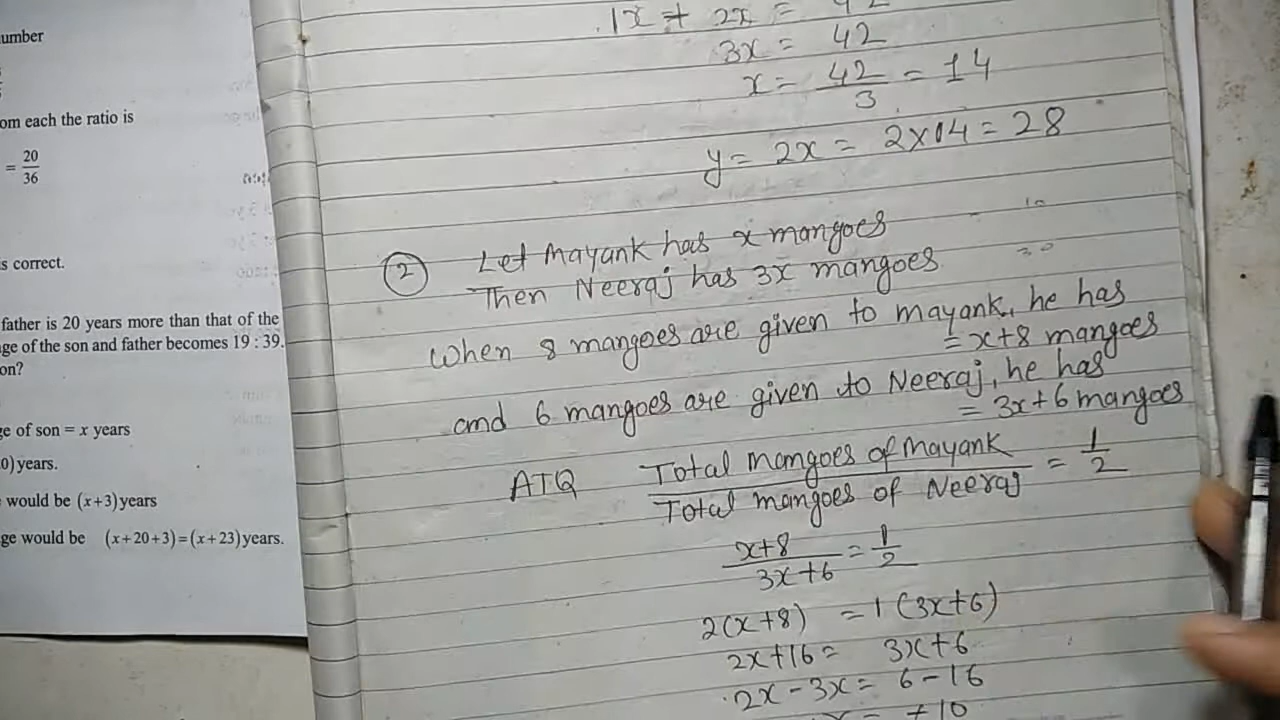 umber
om each the ratio is
= 20/36
s correct.
father is 20 years more than that of the
ge of the son and father becomes 19 : 39.
on?
ge of son = x years
0) years.
would be (x+3) years
ge would be (x+20+3)=(x+23) years.
1x + 2x = 42
3x = 42
x = 42/3 = 14
y = 2x = 2×14 = 28
(2) Let Mayank has x mangoes
Then Neeraj has 3x mangoes
When 8 mangoes are given to mayank, he has
= x+8 mangoes
and 6 mangoes are given to Neeraj, he has
= 3x+6 mangoes
ATQ Total mangoes of Mayank / Total mangoes of Neeraj = 1/2
x+8 / 3x+6 = 1/2
2(x+8) = 1(3x+6)
2x+16 = 3x+6
2x-3x = 6-16